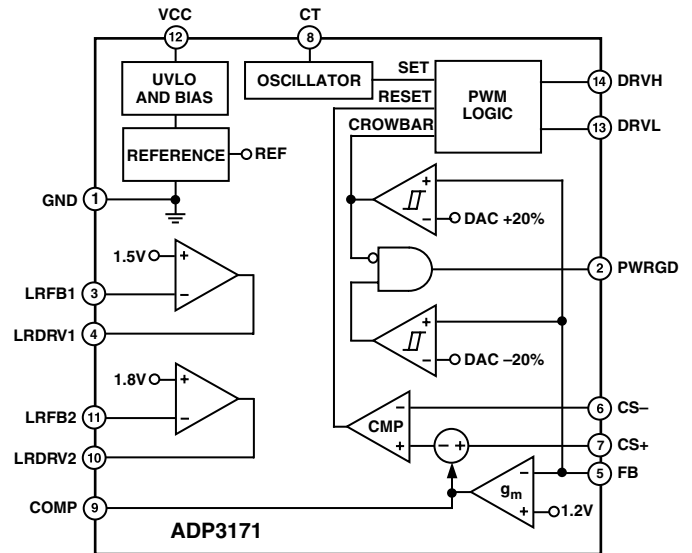 VCC
CT
12
8
UVLO
AND BIAS
OSCILLATOR
SET
RESET
CROWBAR
PWM
LOGIC
14 DRVH
13 DRVL
REFERENCE
REF
GND 1
+
–
DAC +20%
1.5V
+
–
LRFB1 3
LRDRV1 4
2 PWRGD
+
–
DAC –20%
1.8V
+
–
LRFB2 11
LRDRV2 10
–
CMP
+
– +
6 CS–
7 CS+
5 FB
–
gm
+
1.2V
COMP 9
ADP3171